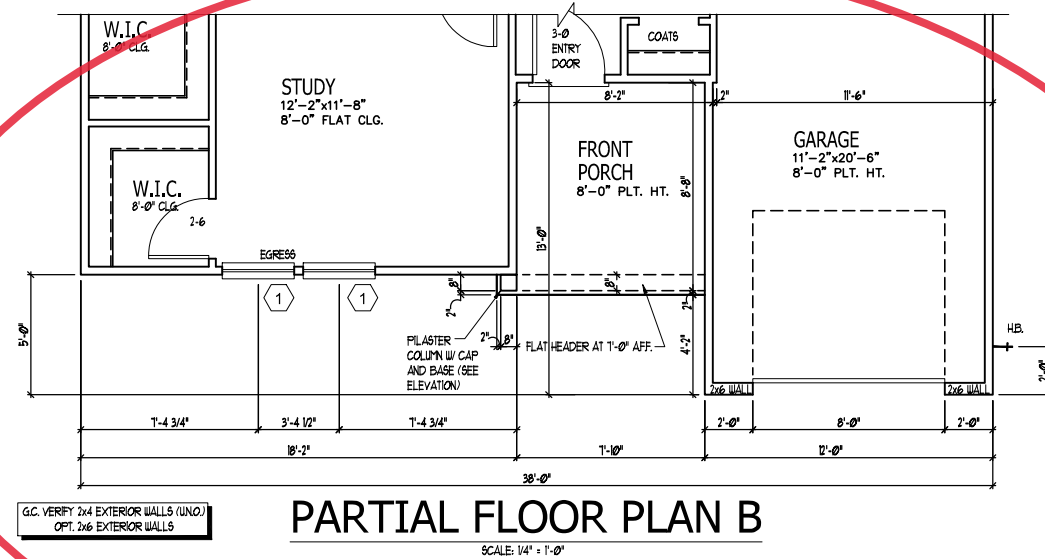 W.I.C.
8'-0" CLG.
3-0
ENTRY
DOOR
COATS
STUDY
12'-2"x11'-8"
8'-0" FLAT CLG.
8'-2"
2"
11'-6"
FRONT
PORCH
8'-0" PLT. HT.
GARAGE
11'-2"x20'-6"
8'-0" PLT. HT.
8'-8"
W.I.C.
8'-0" CLG.
2-6
13'-0"
EGRESS
1
1
8"
2"
8"
2"
5'-0"
2"
8"
PILASTER
COLUMN W/ CAP
AND BASE (SEE
ELEVATION)
FLAT HEADER AT 7'-0" AFF.
4'-2"
H.B.
2'-0"
2x6 WALL
2x6 WALL
7'-4 3/4"
3'-4 1/2"
7'-4 3/4"
2'-0"
8'-0"
2'-0"
18'-2"
7'-10"
12'-0"
38'-0"
G.C. VERIFY 2x4 EXTERIOR WALLS (U.N.O.)
OPT. 2x6 EXTERIOR WALLS
PARTIAL FLOOR PLAN B
SCALE: 1/4" = 1'-0"